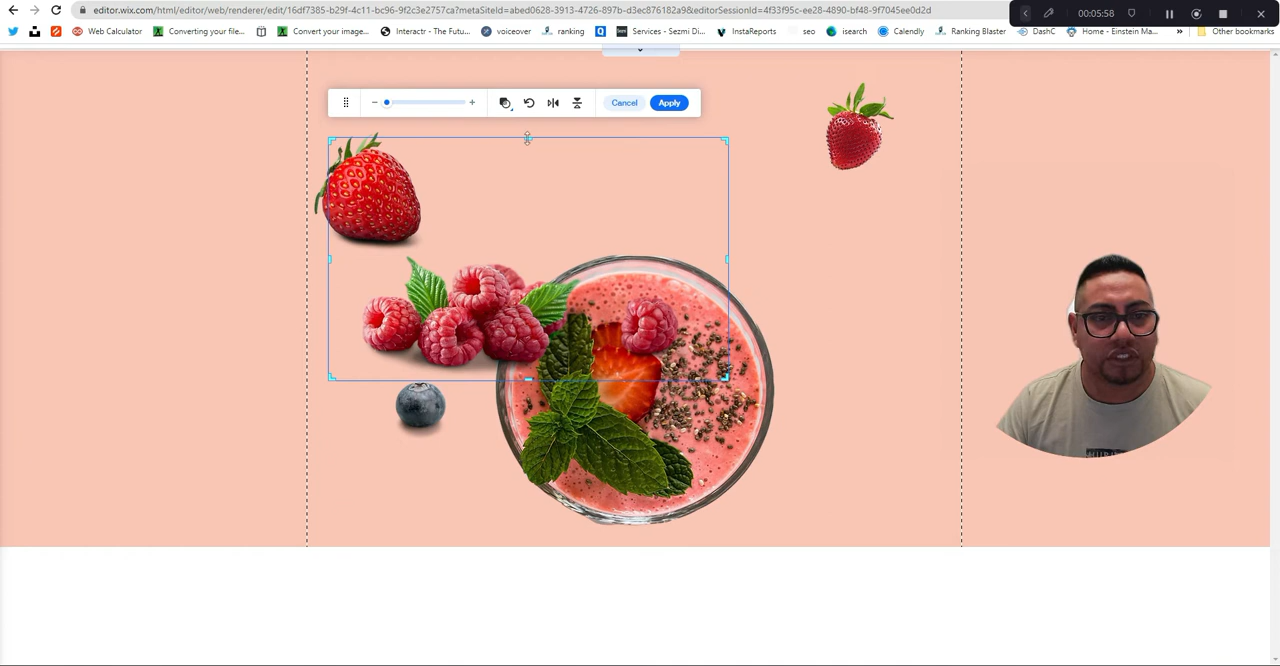 editor.wix.com/html/editor/web/renderer/edit/16df7385-b29f-4c11-bc96-9f2c3e2757ca?metaSiteId=abed0628-3913-4726-897b-d3ec876182a9&editorSessionId=4f33f95c-ee28-4890-bf48-9f7045ee0d2d
00:05:58
Web Calculator Converting your file... Convert your image... Interactr - The Futu... voiceover ranking Services - Sezmi De... InstaReports seo isearch Calendly Ranking Blaster DashC Home - Einstein Ma... » Other bookmarks
Cancel Apply